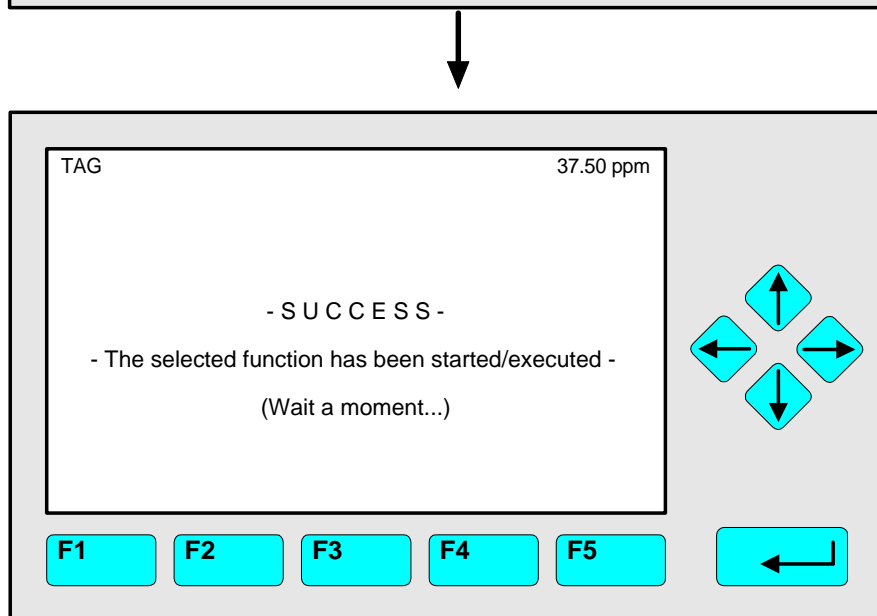 TAG 37.50 ppm
- S U C C E S S -
- The selected function has been started/executed -
(Wait a moment...)
F1 F2 F3 F4 F5